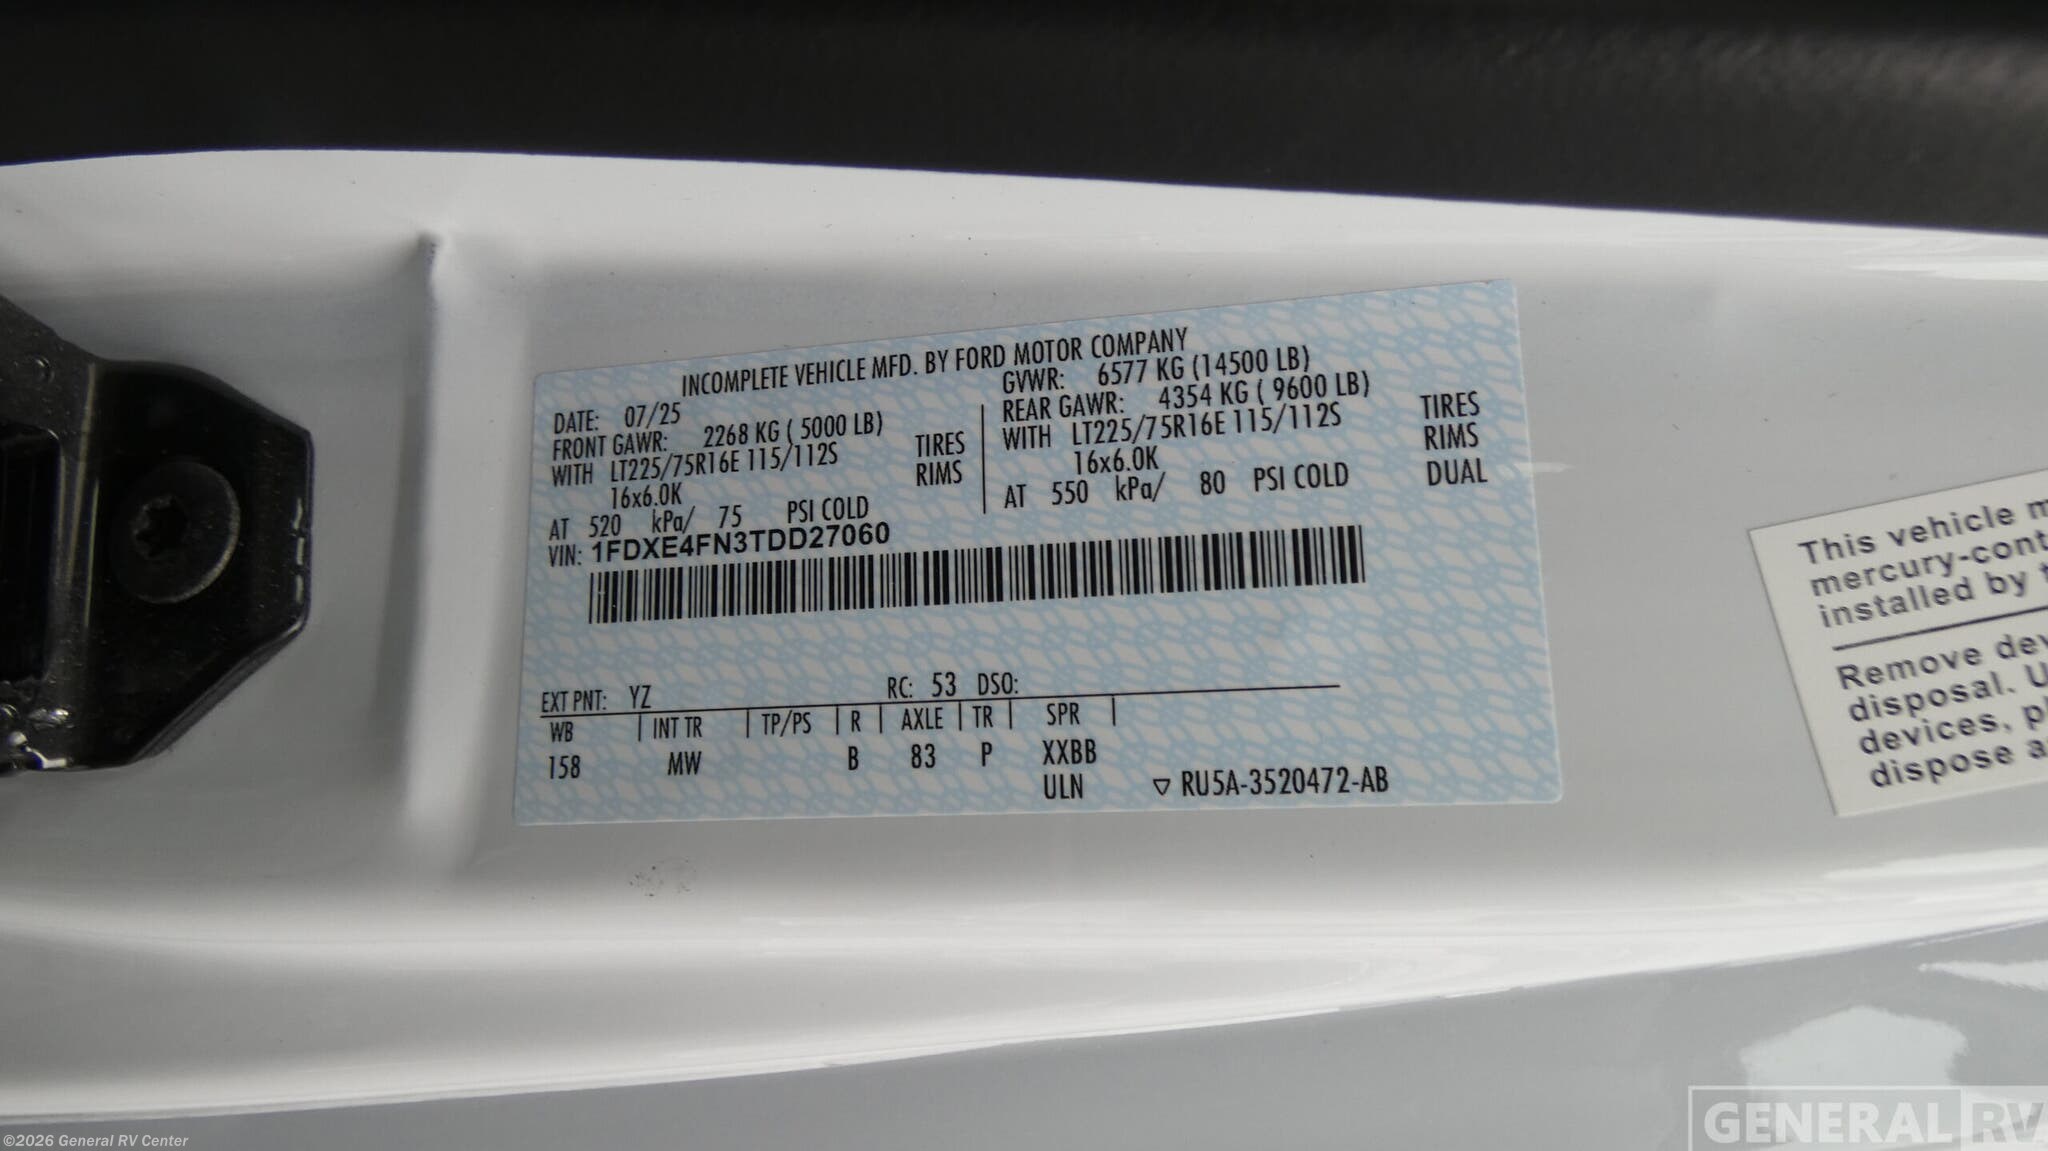 INCOMPLETE VEHICLE MFD. BY FORD MOTOR COMPANY
DATE: 07/25
FRONT GAWR: 2268 KG ( 5000 LB)
WITH LT225/75R16E 115/112S TIRES
16x6.0K RIMS
AT 520 kPa/ 75 PSI COLD
GVWR: 6577 KG (14500 LB)
REAR GAWR: 4354 KG ( 9600 LB)
WITH LT225/75R16E 115/112S TIRES
16x6.0K RIMS
AT 550 kPa/ 80 PSI COLD DUAL
VIN: 1FDXE4FN3TDD27060
EXT PNT: YZ RC: 53 DSO:
WB | INT TR | TP/PS | R | AXLE | TR | SPR |
158 MW B 83 P XXBB
ULN ▽ RU5A-3520472-AB
This vehicle m
mercury-cont
installed by t
Remove dev
disposal. U
devices, pl
dispose a
©2026 General RV Center
GENERAL RV